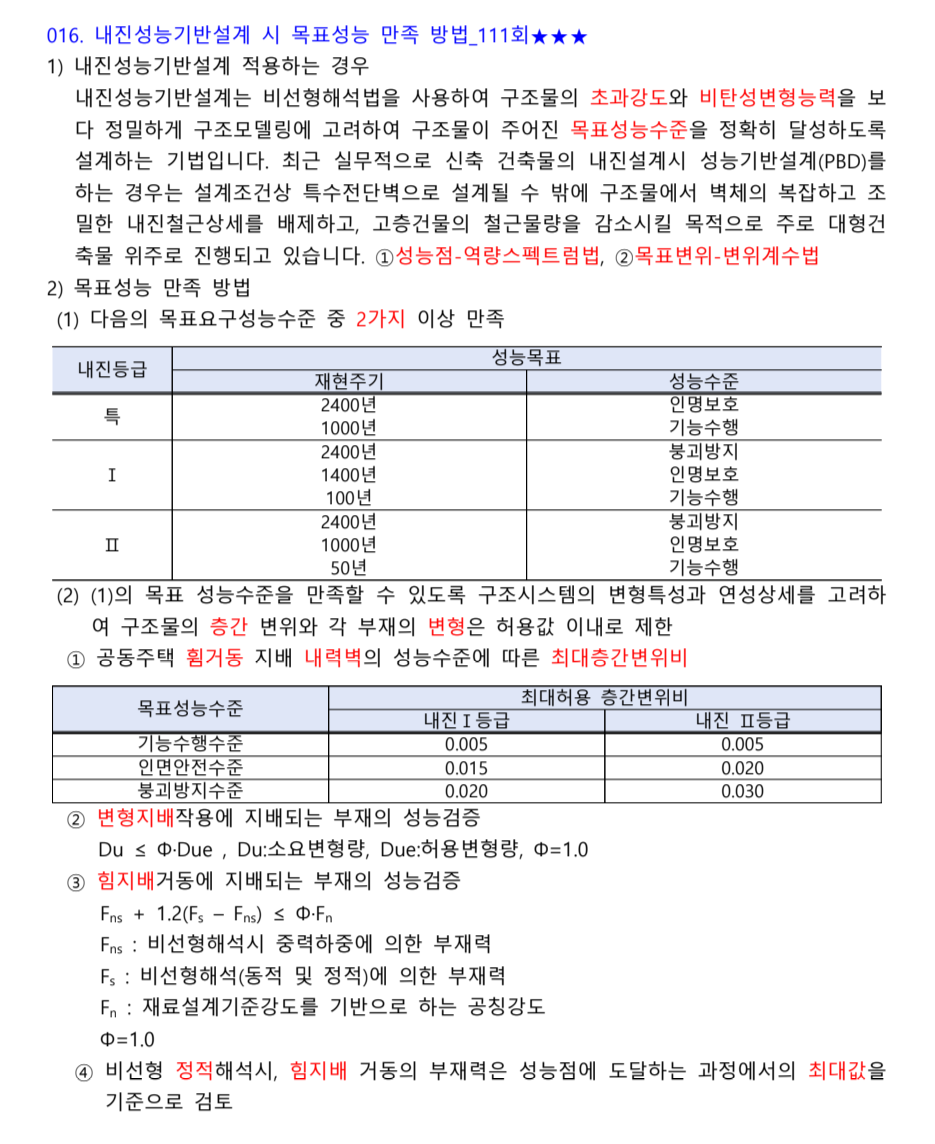 016. 내진성능기반설계 시 목표성능 만족 방법_111회★★★
1) 내진성능기반설계 적용하는 경우
내진성능기반설계는 비선형해석법을 사용하여 구조물의 초과강도와 비탄성변형능력을 보
다 정밀하게 구조모델링에 고려하여 구조물이 주어진 목표성능수준을 정확히 달성하도록
설계하는 기법입니다. 최근 실무적으로 신축 건축물의 내진설계시 성능기반설계(PBD)를
하는 경우는 설계조건상 특수전단벽으로 설계될 수 밖에 구조물에서 벽체의 복잡하고 조
밀한 내진철근상세를 배제하고, 고층건물의 철근물량을 감소시킬 목적으로 주로 대형건
축물 위주로 진행되고 있습니다. ①성능점-역량스펙트럼법, ②목표변위-변위계수법
2) 목표성능 만족 방법
(1) 다음의 목표요구성능수준 중 2가지 이상 만족
내진등급 성능목표
재현주기 성능수준
특 2400년 인명보호
1000년 기능수행
2400년 붕괴방지
Ⅰ 1400년 인명보호
100년 기능수행
2400년 붕괴방지
Ⅱ 1000년 인명보호
50년 기능수행
(2) (1)의 목표 성능수준을 만족할 수 있도록 구조시스템의 변형특성과 연성상세를 고려하
여 구조물의 층간 변위와 각 부재의 변형은 허용값 이내로 제한
① 공동주택 휨거동 지배 내력벽의 성능수준에 따른 최대층간변위비
목표성능수준 최대허용 층간변위비
내진Ⅰ등급 내진 Ⅱ등급
기능수행수준 0.005 0.005
인면안전수준 0.015 0.020
붕괴방지수준 0.020 0.030
② 변형지배작용에 지배되는 부재의 성능검증
Du ≤ Φ·Due , Du:소요변형량, Due:허용변형량, Φ=1.0
③ 힘지배거동에 지배되는 부재의 성능검증
Fns + 1.2(Fs – Fns) ≤ Φ·Fn
Fns : 비선형해석시 중력하중에 의한 부재력
Fs : 비선형해석(동적 및 정적)에 의한 부재력
Fn : 재료설계기준강도를 기반으로 하는 공칭강도
Φ=1.0
④ 비선형 정적해석시, 힘지배 거동의 부재력은 성능점에 도달하는 과정에서의 최대값을
기준으로 검토